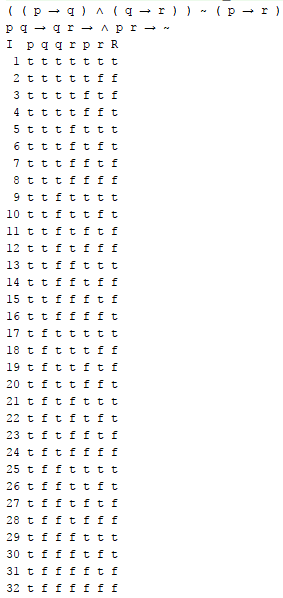 ( ( p → q ) ∧ ( q → r ) ) ~ ( p → r )
p q → q r → ∧ p r → ~
I p q q r p r R
1 t t t t t t t
2 t t t t t f f
3 t t t t f t f
4 t t t t f f t
5 t t t f t t t
6 t t t f t f t
7 t t t f f t f
8 t t t f f f f
9 t t f t t t t
10 t t f t t f t
11 t t f t f t f
12 t t f t f f f
13 t t f f t t t
14 t t f f t f f
15 t t f f f t f
16 t t f f f f t
17 t f t t t t t
18 t f t t t f f
19 t f t t f t f
20 t f t t f f t
21 t f t f t t t
22 t f t f t f t
23 t f t f f t f
24 t f t f f f f
25 t f f t t t t
26 t f f t t f t
27 t f f t f t f
28 t f f t f f f
29 t f f f t t t
30 t f f f t f t
31 t f f f f t f
32 t f f f f f f